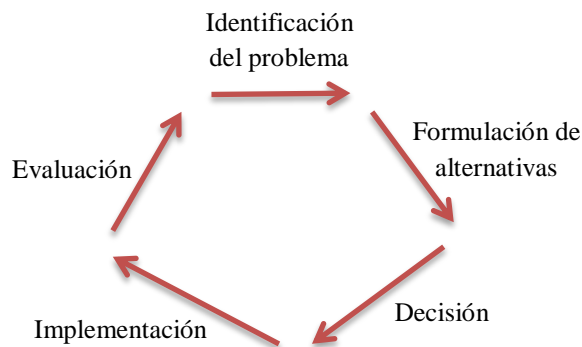 Identificación
del problema
Formulación de
alternativas
Evaluación
Decisión
Implementación